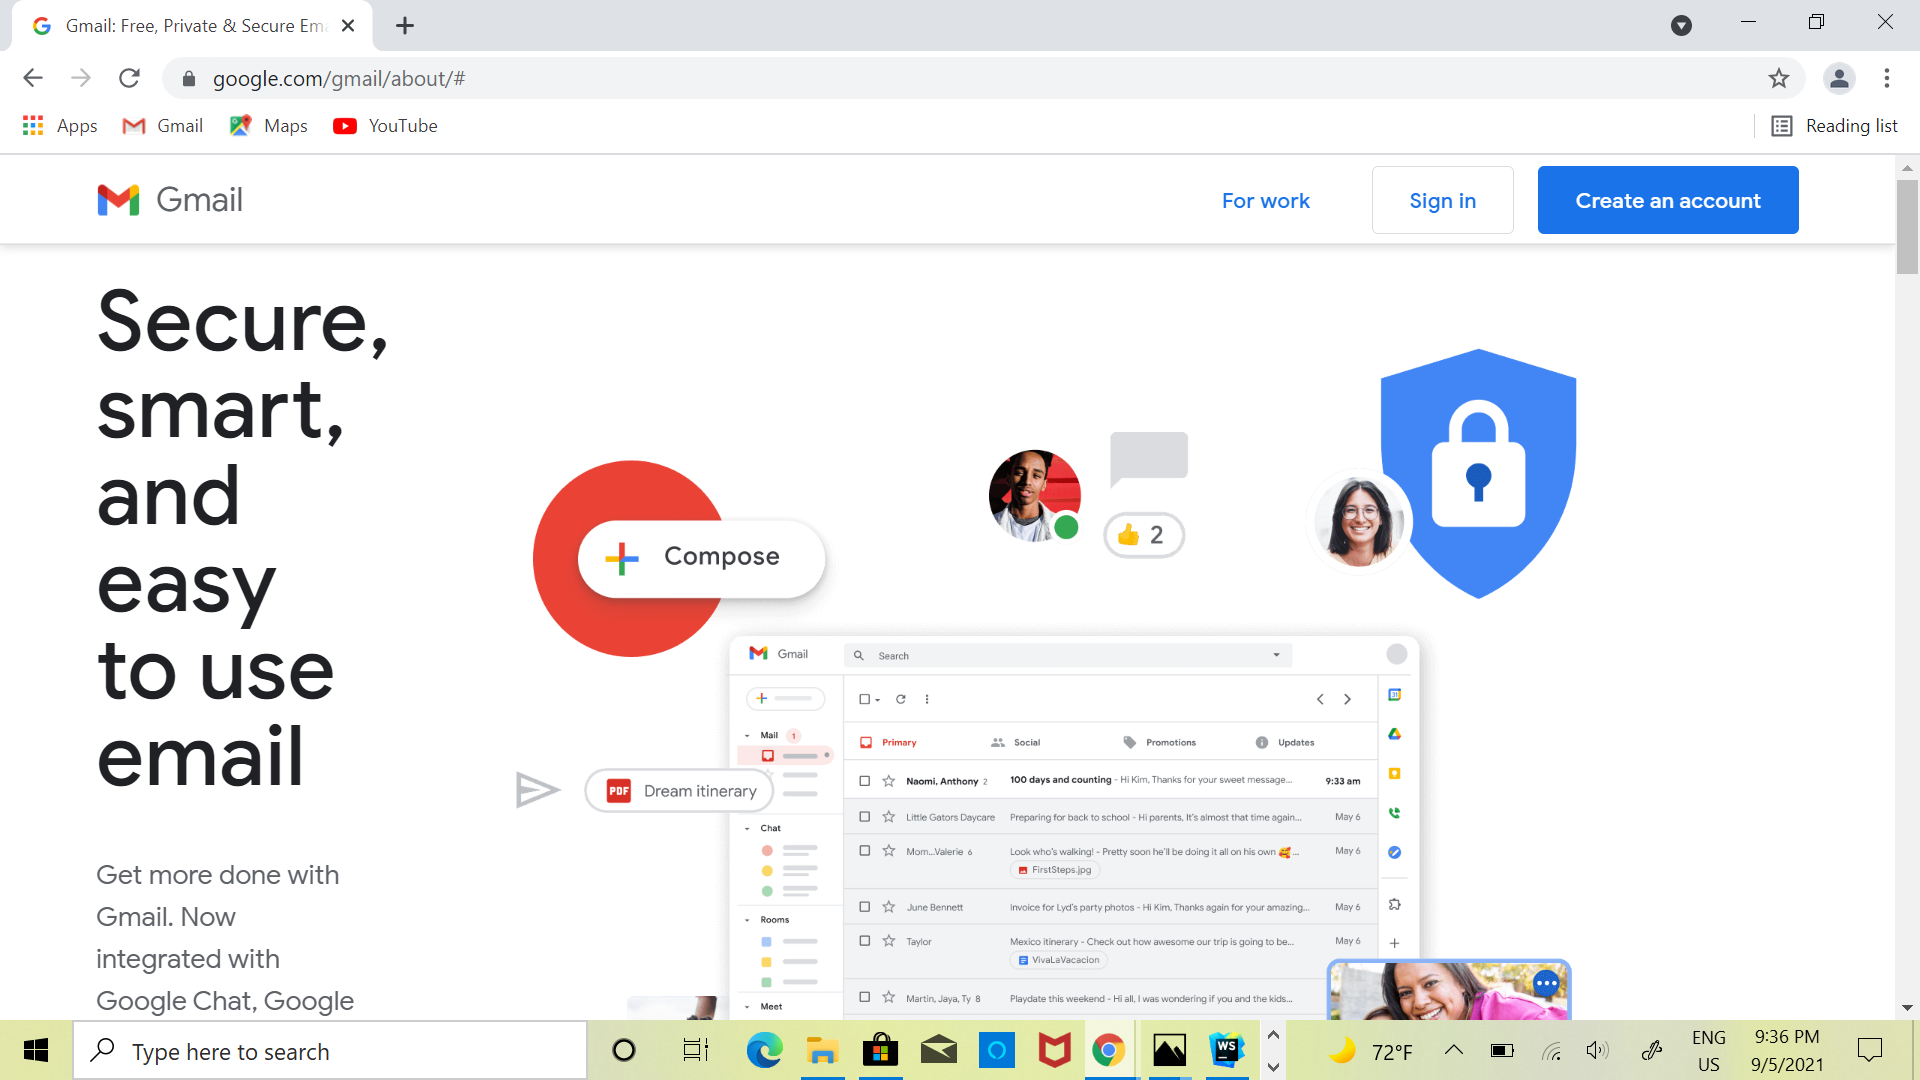 Gmail: Free, Private & Secure Ema
google.com/gmail/about/#
Apps
Gmail
Maps
YouTube
Reading list
Gmail
For work
Sign in
Create an account
Secure,
smart,
and
easy
to use
email
Get more done with
Gmail. Now
integrated with
Google Chat, Google
Compose
2
Gmail
Search
Mail 1
Primary
Social
Promotions
Updates
Naomi, Anthony 2
100 days and counting - Hi Kim, Thanks for your sweet message...
9:33 am
PDF Dream itinerary
Little Gators Daycare
Preparing for back to school - Hi parents, It's almost that time again...
May 6
Chat
Mom...Valerie 6
Look who's walking! - Pretty soon he'll be doing it all on his own 🥰 ...
May 6
FirstSteps.jpg
June Bennett
Invoice for Lyd's party photos - Hi Kim, Thanks again for your amazing...
May 6
Rooms
Taylor
Mexico itinerary - Check out how awesome our trip is going to be...
May 6
VivaLaVacacion
Martin, Jaya, Ty 8
Playdate this weekend - Hi all, I was wondering if you and the kids...
Meet
31
Type here to search
WS
72°F
ENG
US
9:36 PM
9/5/2021